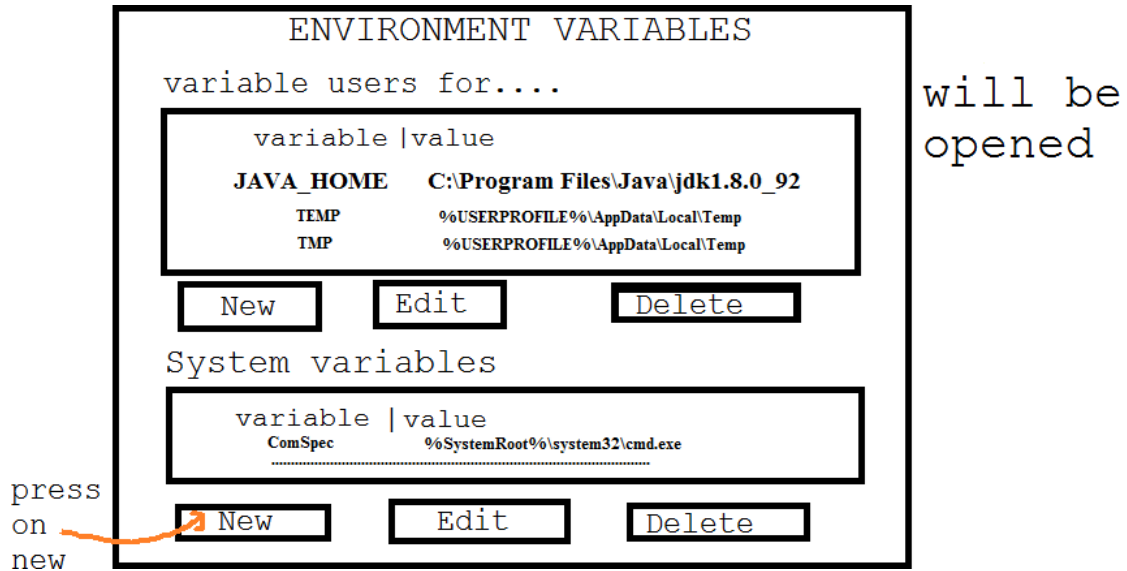 ENVIRONMENT VARIABLES
variable users for....
will be
opened
variable |value
JAVA_HOME C:\Program Files\Java\jdk1.8.0_92
TEMP %USERPROFILE%\AppData\Local\Temp
TMP %USERPROFILE%\AppData\Local\Temp
New Edit Delete
System variables
variable |value
ComSpec %SystemRoot%\system32\cmd.exe
press
on
new
New Edit Delete